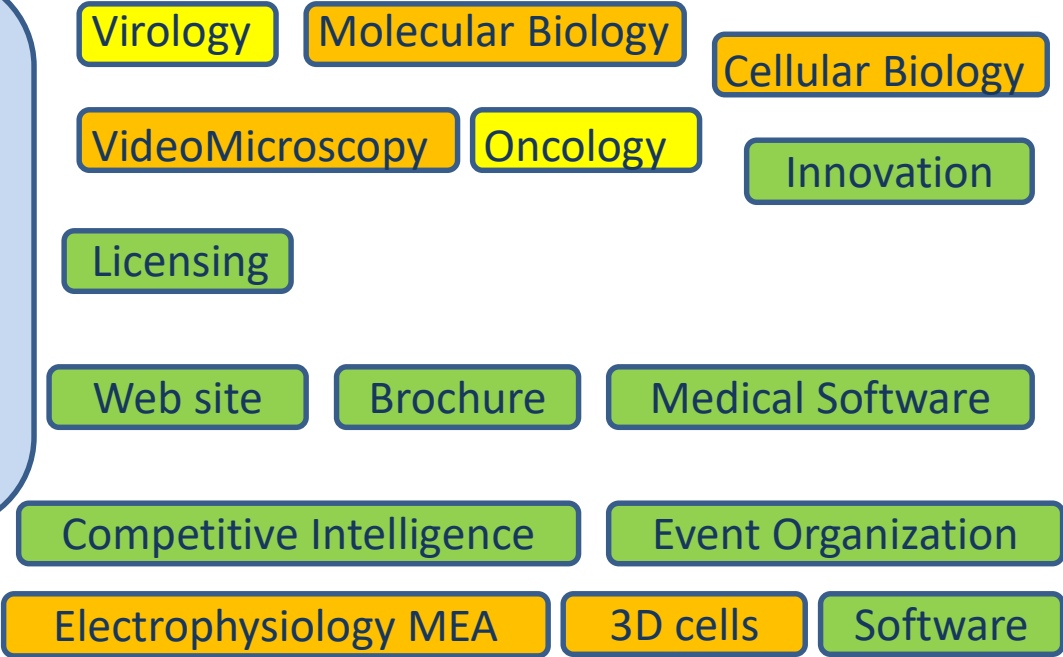 Virology
Molecular Biology
Cellular Biology
VideoMicroscopy
Oncology
Innovation
Licensing
Web site
Brochure
Medical Software
Competitive Intelligence
Event Organization
Electrophysiology MEA
3D cells
Software